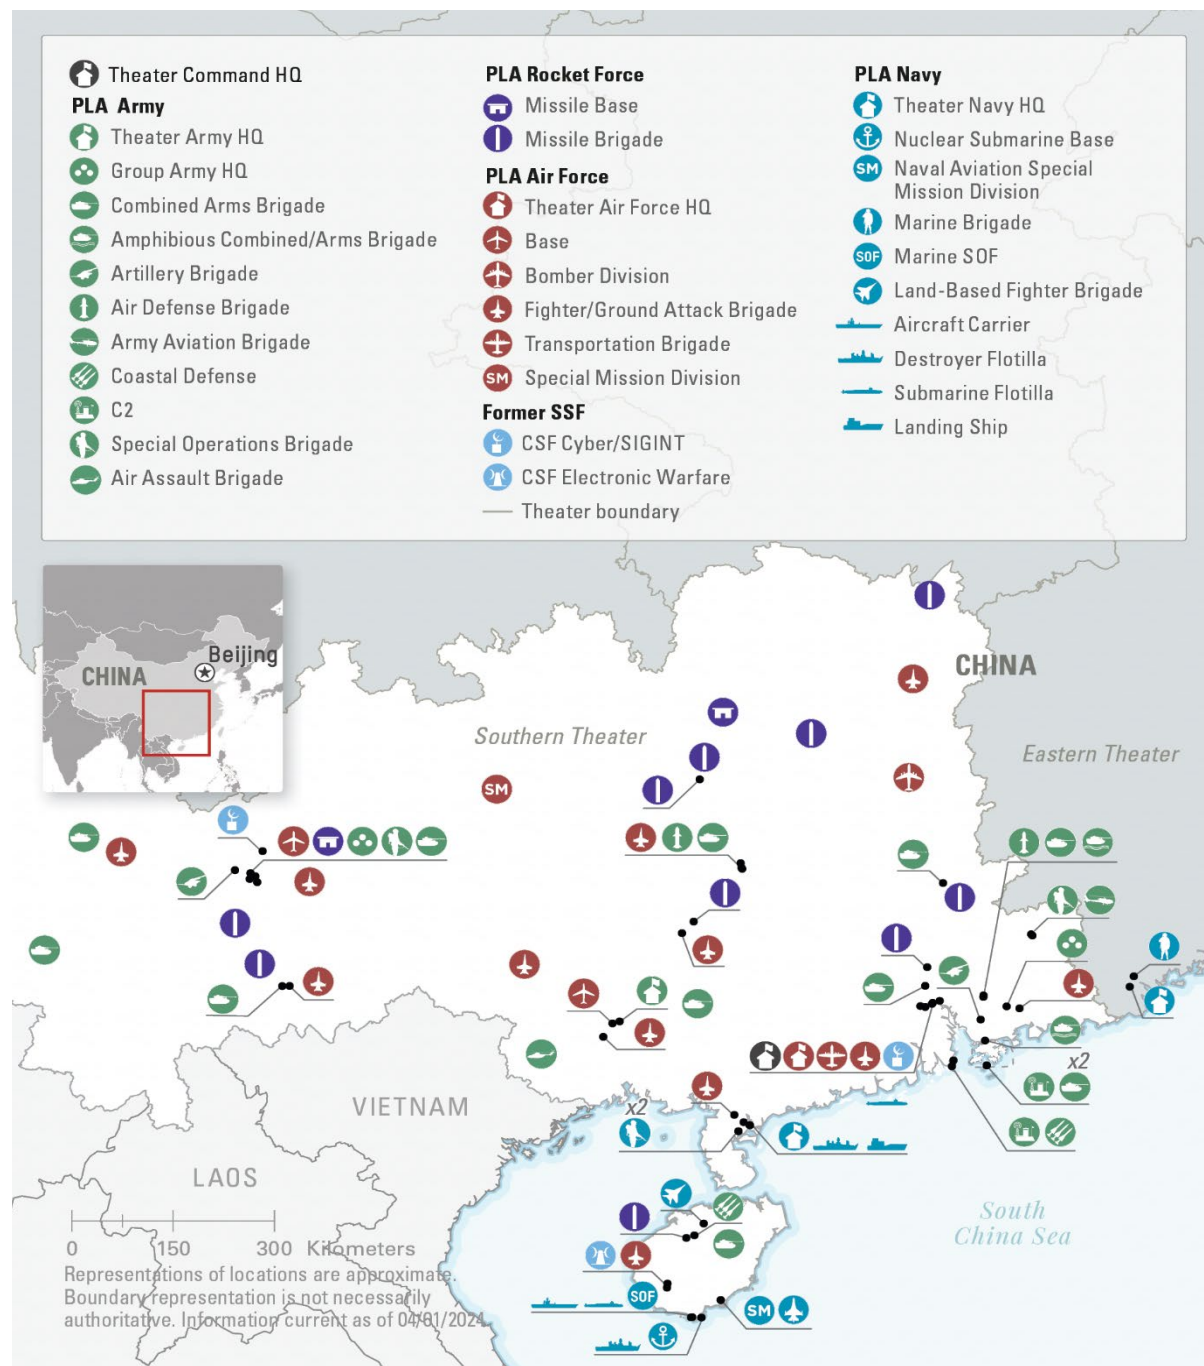 Theater Command HQ
PLA Army
Theater Army HQ
Group Army HQ
Combined Arms Brigade
Amphibious Combined/Arms Brigade
Artillery Brigade
Air Defense Brigade
Army Aviation Brigade
Coastal Defense
C2
Special Operations Brigade
Air Assault Brigade
PLA Rocket Force
Missile Base
Missile Brigade
PLA Air Force
Theater Air Force HQ
Base
Bomber Division
Fighter/Ground Attack Brigade
Transportation Brigade
SM
Special Mission Division
Former SSF
CSF Cyber/SIGINT
CSF Electronic Warfare
Theater boundary
PLA Navy
Theater Navy HQ
Nuclear Submarine Base
SM
Naval Aviation Special
Mission Division
Marine Brigade
SOF
Marine SOF
Land-Based Fighter Brigade
Aircraft Carrier
Destroyer Flotilla
Submarine Flotilla
Landing Ship
Beijing
CHINA
CHINA
Southern Theater
Eastern Theater
SM
x2
x2
VIETNAM
LAOS
South
China Sea
SOF
SM
0 150 300 Kilometers
Representations of locations are approximate.
Boundary representation is not necessarily
authoritative. Information current as of 04/01/2024.